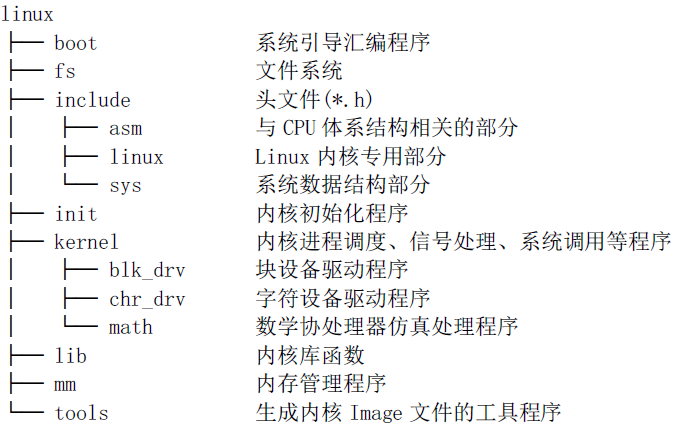 linux
├── boot 系统引导汇编程序
├── fs 文件系统
├── include 头文件(*.h)
│ ├── asm 与 CPU 体系结构相关的部分
│ ├── linux Linux 内核专用部分
│ └── sys 系统数据结构部分
├── init 内核初始化程序
├── kernel 内核进程调度、信号处理、系统调用等程序
│ ├── blk_drv 块设备驱动程序
│ ├── chr_drv 字符设备驱动程序
│ └── math 数学协处理器仿真处理程序
├── lib 内核库函数
├── mm 内存管理程序
└── tools 生成内核 Image 文件的工具程序